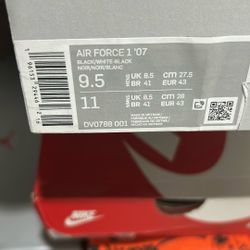 AIR FORCE 1 '07
BLACK/WHITE-BLACK
NOIR/NOIR/BLANC
9.5 UK 8.5 cm 27.5
BR 41 EUR 43
11 UK 8.5 cm 28
BR 41 EUR 43
DV0788 001